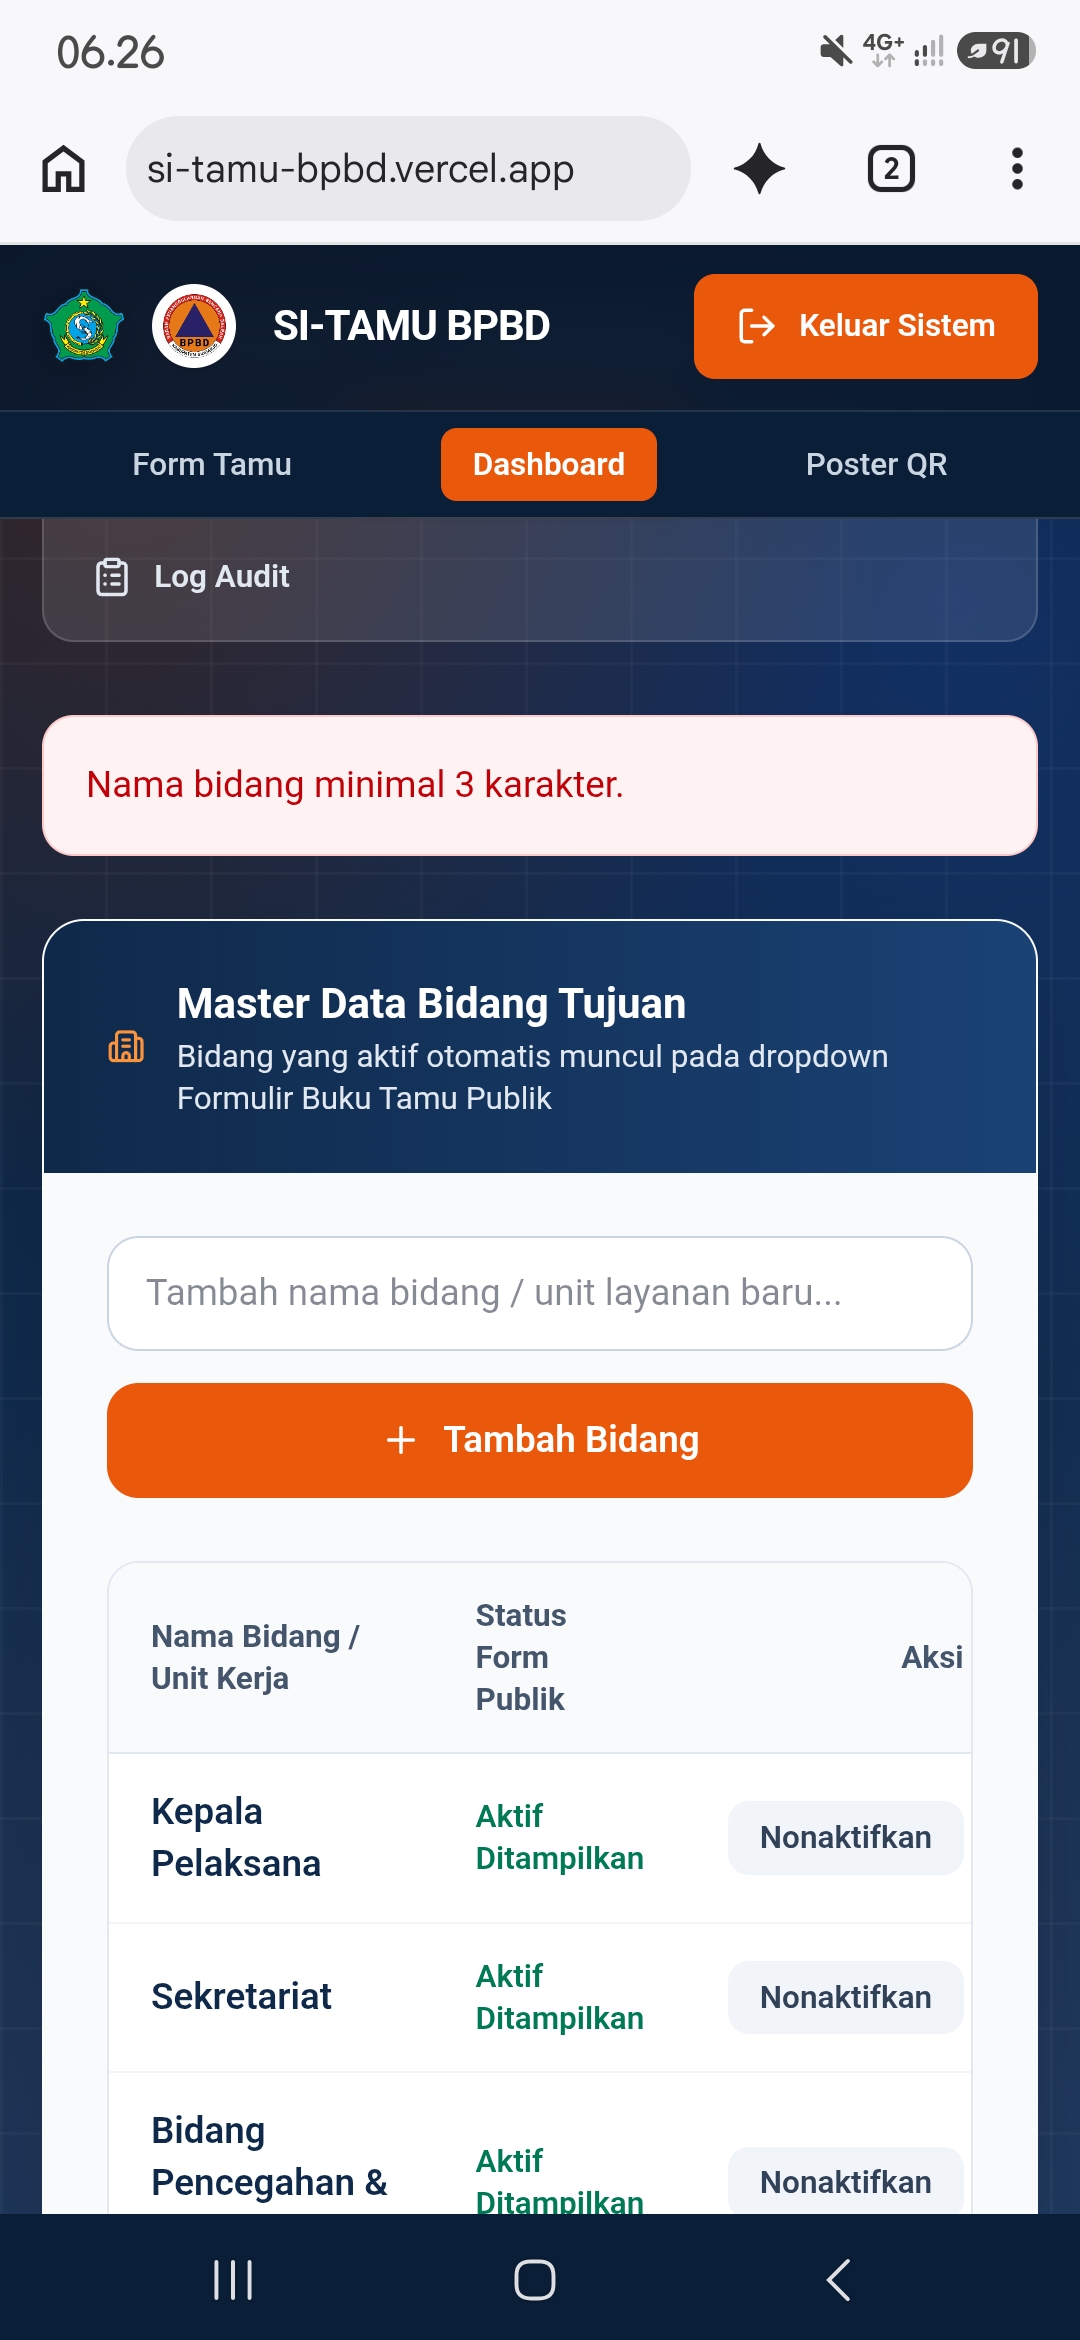 06.26
4G+
91
si-tamu-bpbd.vercel.app
2
BPBD
SI-TAMU BPBD
Keluar Sistem
Form Tamu
Dashboard
Poster QR
Log Audit
Nama bidang minimal 3 karakter.
Master Data Bidang Tujuan
Bidang yang aktif otomatis muncul pada dropdown
Formulir Buku Tamu Publik
Tambah nama bidang / unit layanan baru...
Tambah Bidang
Nama Bidang /
Unit Kerja
Status
Form
Publik
Aksi
Kepala
Pelaksana
Aktif
Ditampilkan
Nonaktifkan
Sekretariat
Aktif
Ditampilkan
Nonaktifkan
Bidang
Pencegahan &
Aktif
Ditampilkan
Nonaktifkan